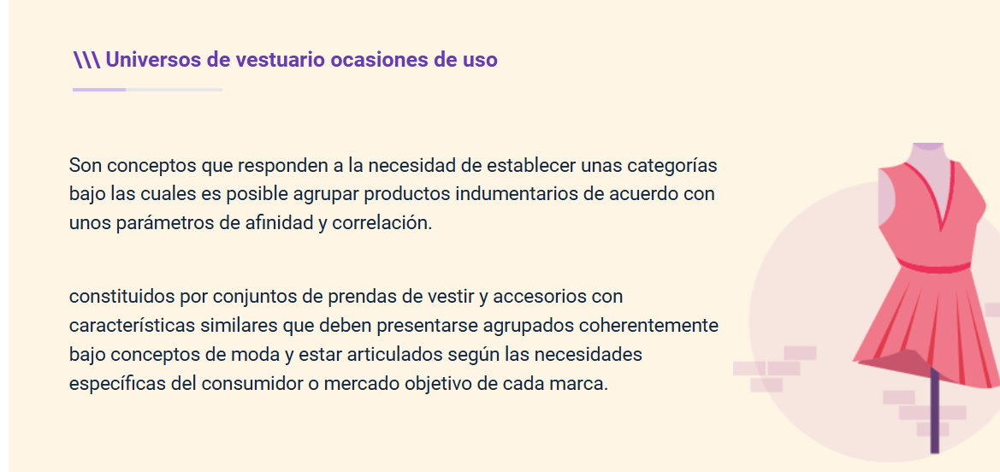 \\\ Universos de vestuario ocasiones de uso
Son conceptos que responden a la necesidad de establecer unas categorías
bajo las cuales es posible agrupar productos indumentarios de acuerdo con
unos parámetros de afinidad y correlación.
constituidos por conjuntos de prendas de vestir y accesorios con
características similares que deben presentarse agrupados coherentemente
bajo conceptos de moda y estar articulados según las necesidades
específicas del consumidor o mercado objetivo de cada marca.